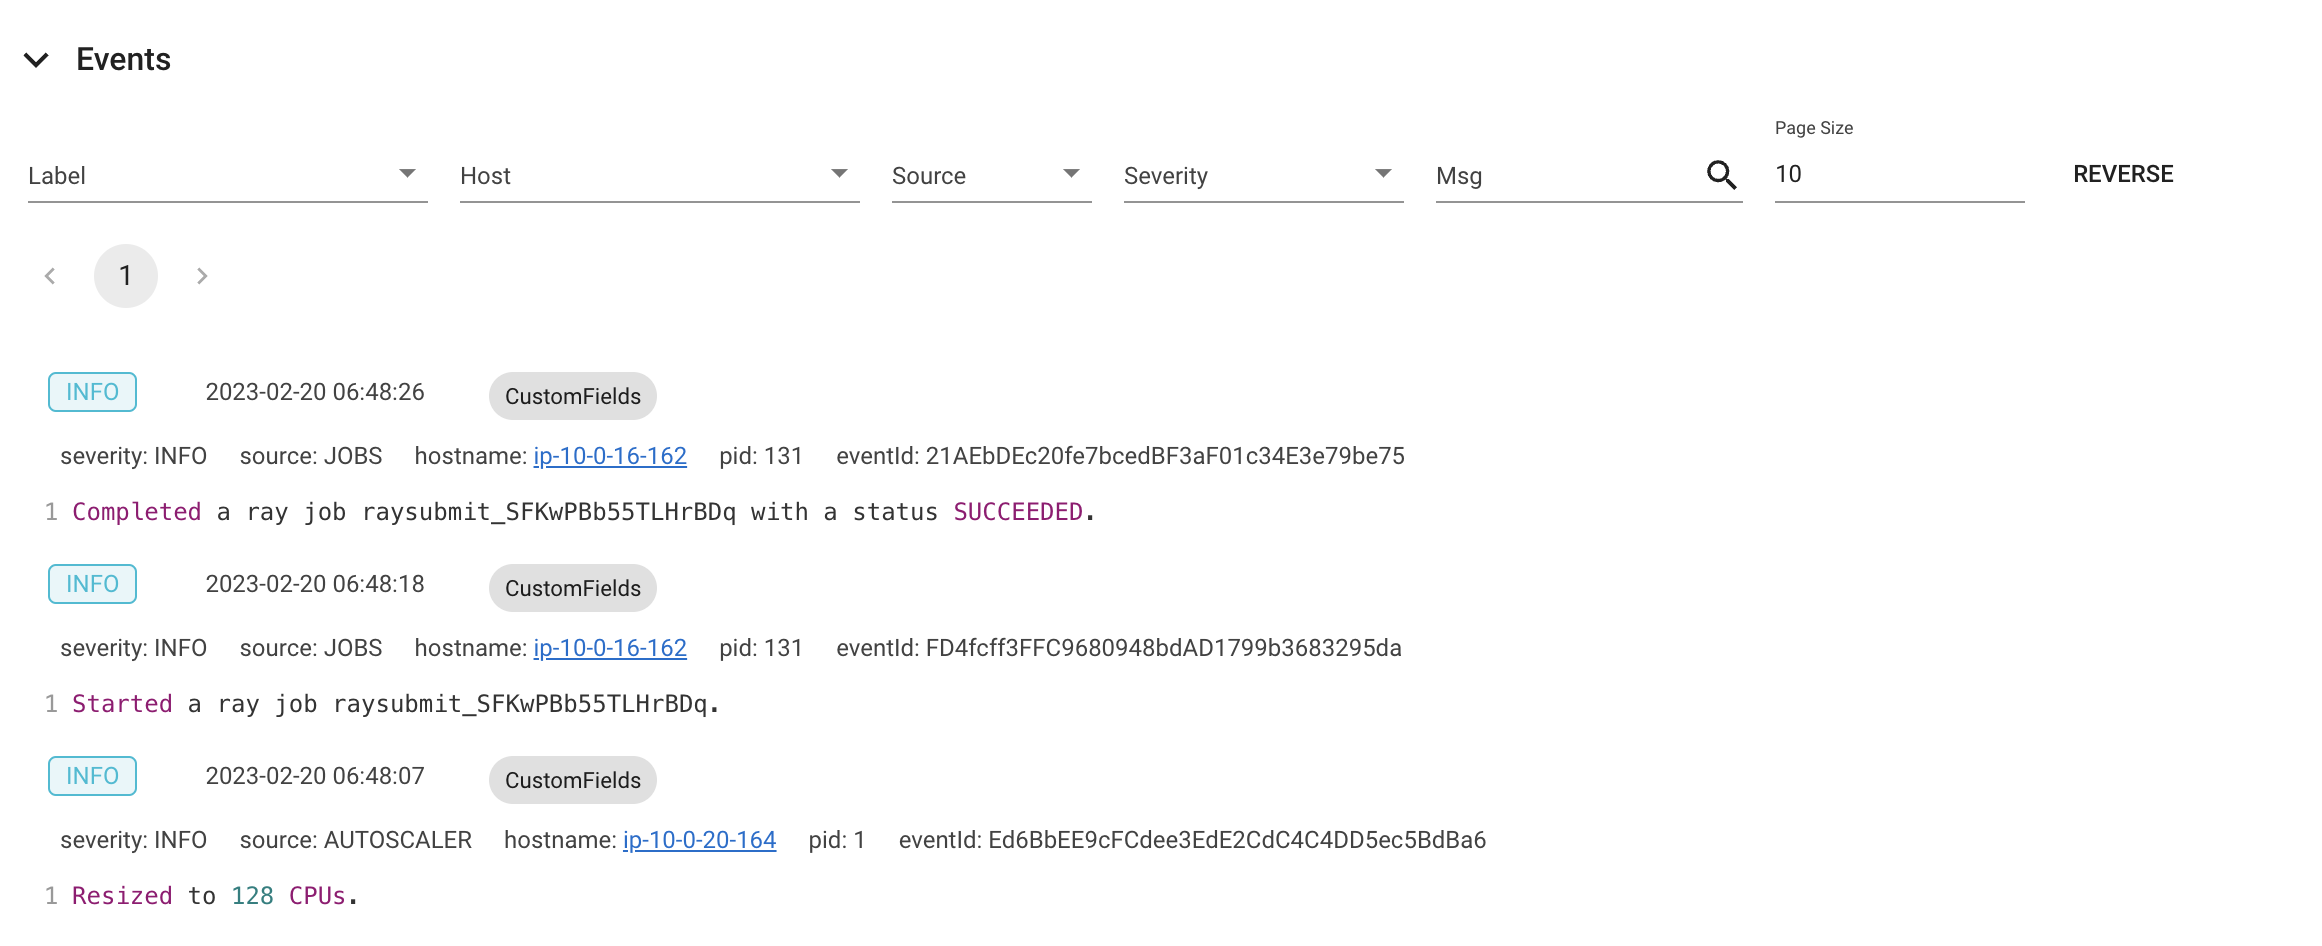 Events
Page Size
Label Host Source Severity Msg 10 REVERSE
1
INFO 2023-02-20 06:48:26 CustomFields
severity: INFO source: JOBS hostname: ip-10-0-16-162 pid: 131 eventId: 21AEbDEc20fe7bcedBF3aF01c34E3e79be75
1 Completed a ray job raysubmit_SFKwPBb55TLHrBDq with a status SUCCEEDED.
INFO 2023-02-20 06:48:18 CustomFields
severity: INFO source: JOBS hostname: ip-10-0-16-162 pid: 131 eventId: FD4fcff3FFC9680948bdAD1799b3683295da
1 Started a ray job raysubmit_SFKwPBb55TLHrBDq.
INFO 2023-02-20 06:48:07 CustomFields
severity: INFO source: AUTOSCALER hostname: ip-10-0-20-164 pid: 1 eventId: Ed6BbEE9cFCdee3EdE2CdC4C4DD5ec5BdBa6
1 Resized to 128 CPUs.